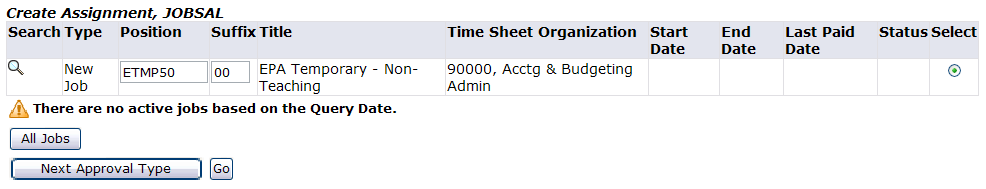 Create Assignment, JOBSAL
Search Type Position Suffix Title Time Sheet Organization Start Date End Date Last Paid Date Status Select
New Job ETMP50 00 EPA Temporary - Non-Teaching 90000, Acctg & Budgeting Admin
There are no active jobs based on the Query Date.
All Jobs
Next Approval Type Go